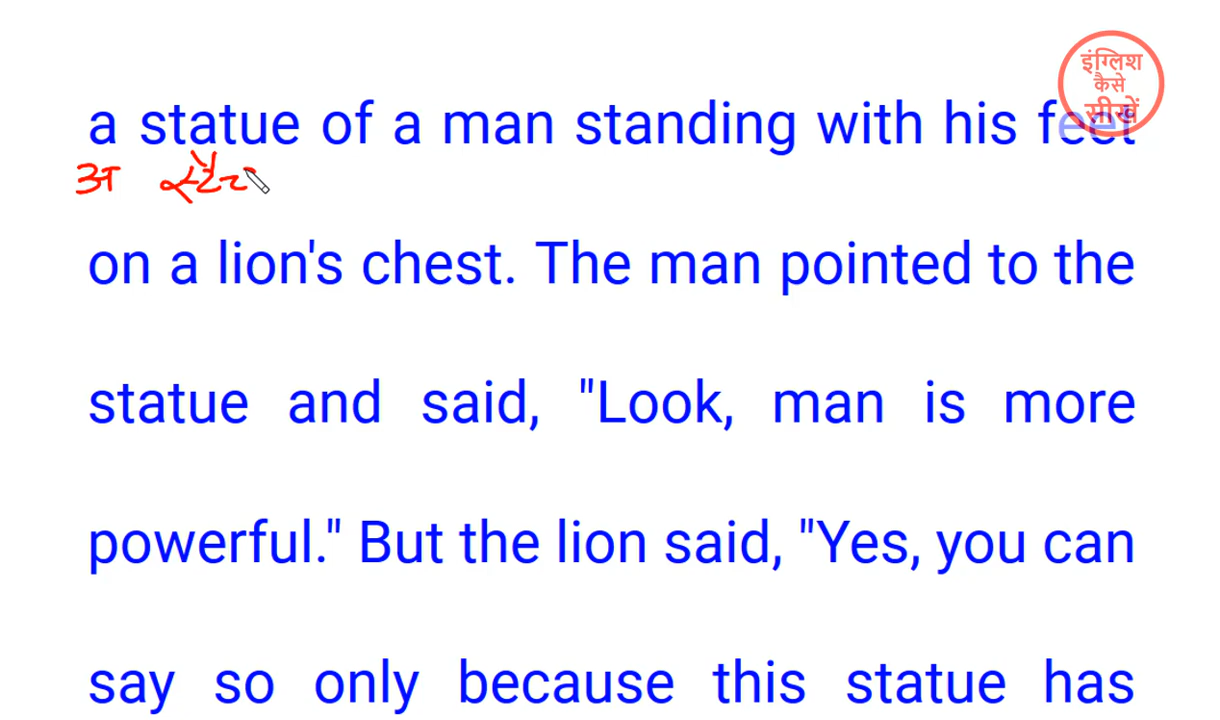 इंग्लिश
कैसे
सीखें
a statue of a man standing with his feet
अ
on a lion's chest. The man pointed to the
statue and said, "Look, man is more
powerful." But the lion said, "Yes, you can
say so only because this statue has